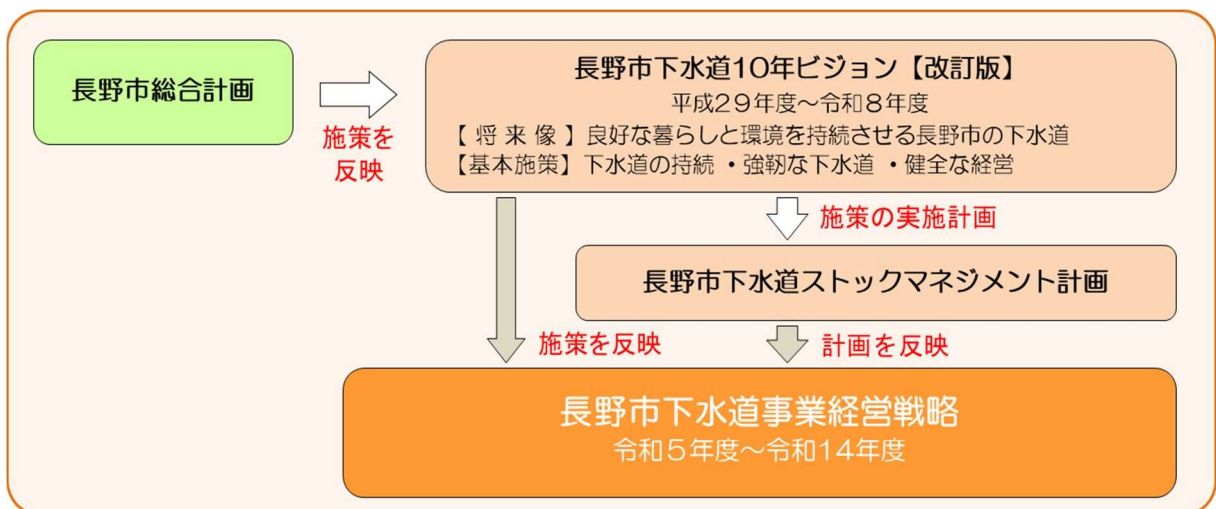 長野市総合計画
施策を
反映
長野市下水道10年ビジョン【改訂版】
平成29年度～令和8年度
【 将 来 像 】良好な暮らしと環境を持続させる長野市の下水道
【基本施策】下水道の持続 ・強靭な下水道 ・健全な経営
施策の実施計画
長野市下水道ストックマネジメント計画
施策を反映
計画を反映
長野市下水道事業経営戦略
令和5年度～令和14年度